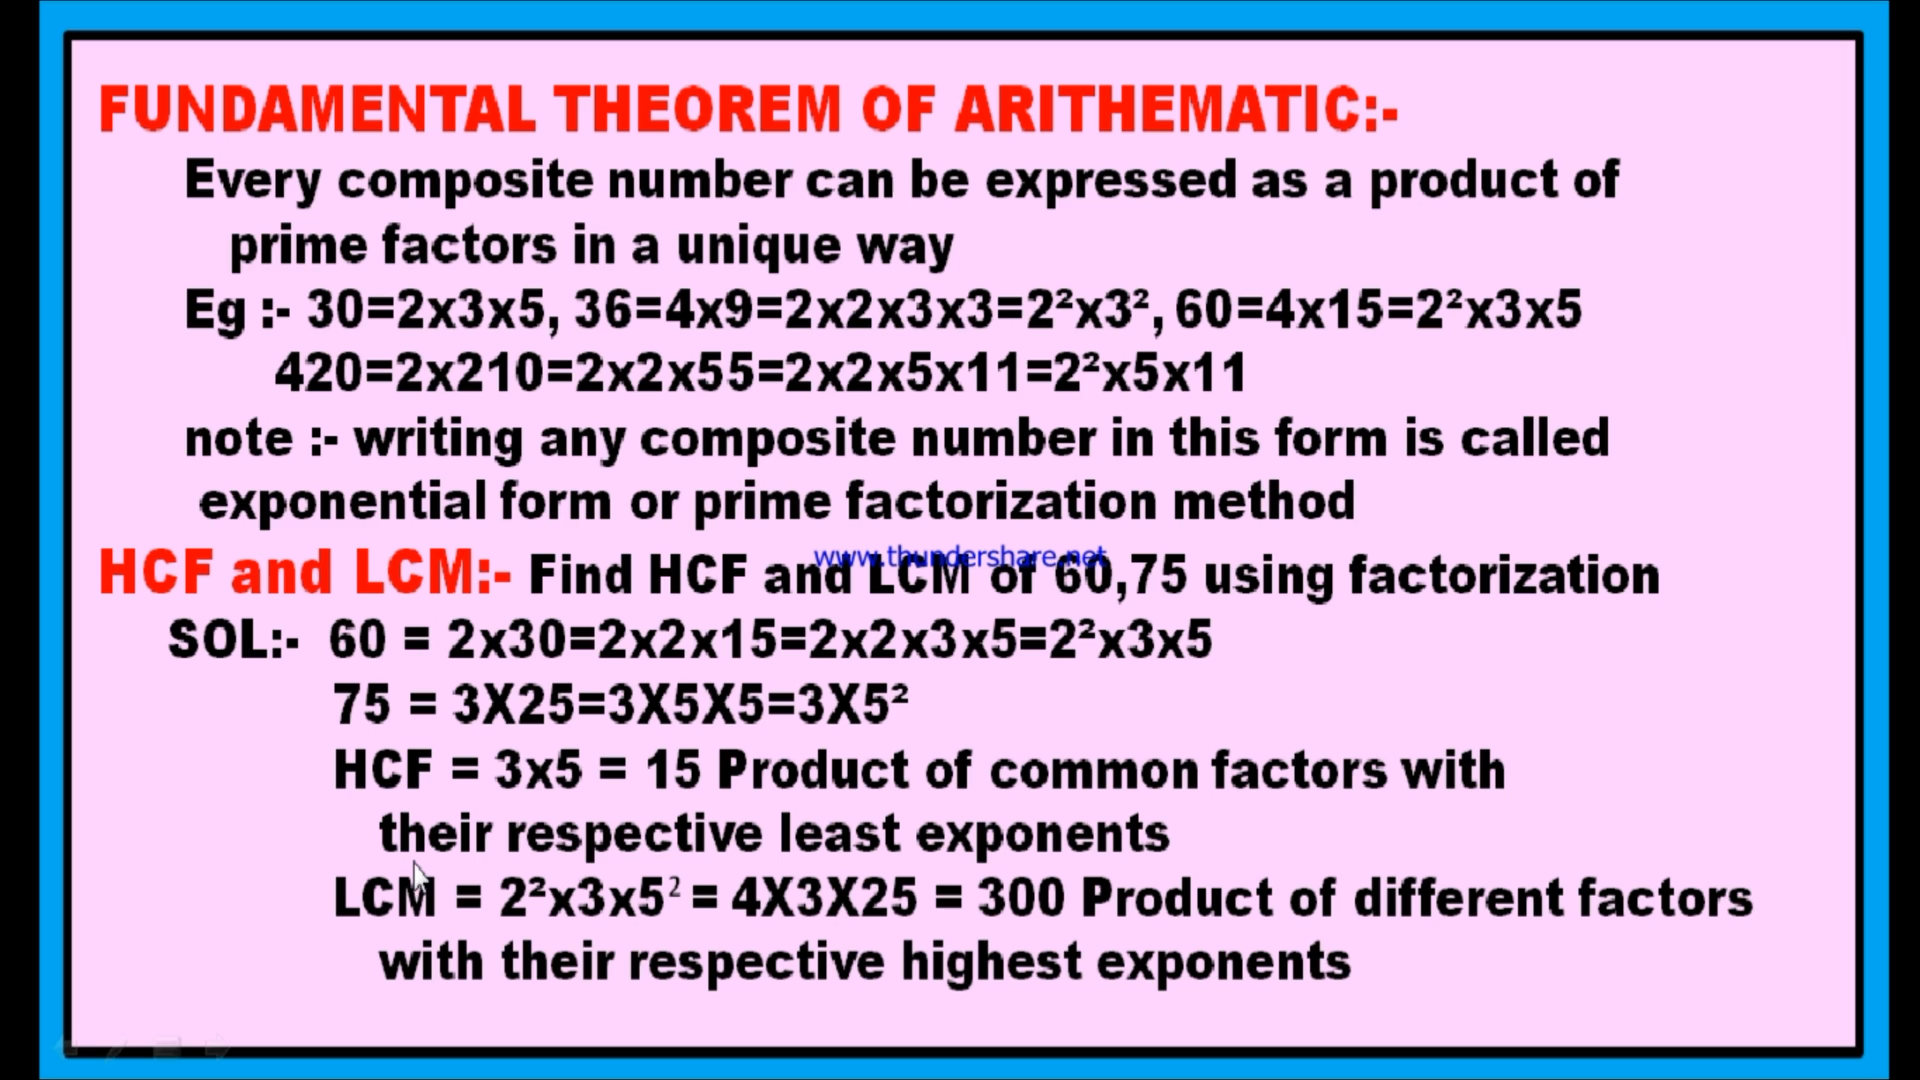 FUNDAMENTAL THEOREM OF ARITHEMATIC:-
Every composite number can be expressed as a product of
prime factors in a unique way
Eg :- 30=2x3x5, 36=4x9=2x2x3x3=2²x3², 60=4x15=2²x3x5
420=2x210=2x2x55=2x2x5x11=2²x5x11
note :- writing any composite number in this form is called
exponential form or prime factorization method
www.thundershare.net
HCF and LCM:- Find HCF and LCM of 60,75 using factorization
SOL:- 60 = 2x30=2x2x15=2x2x3x5=2²x3x5
75 = 3X25=3X5X5=3X5²
HCF = 3x5 = 15 Product of common factors with
their respective least exponents
LCM = 2²x3x5² = 4X3X25 = 300 Product of different factors
with their respective highest exponents